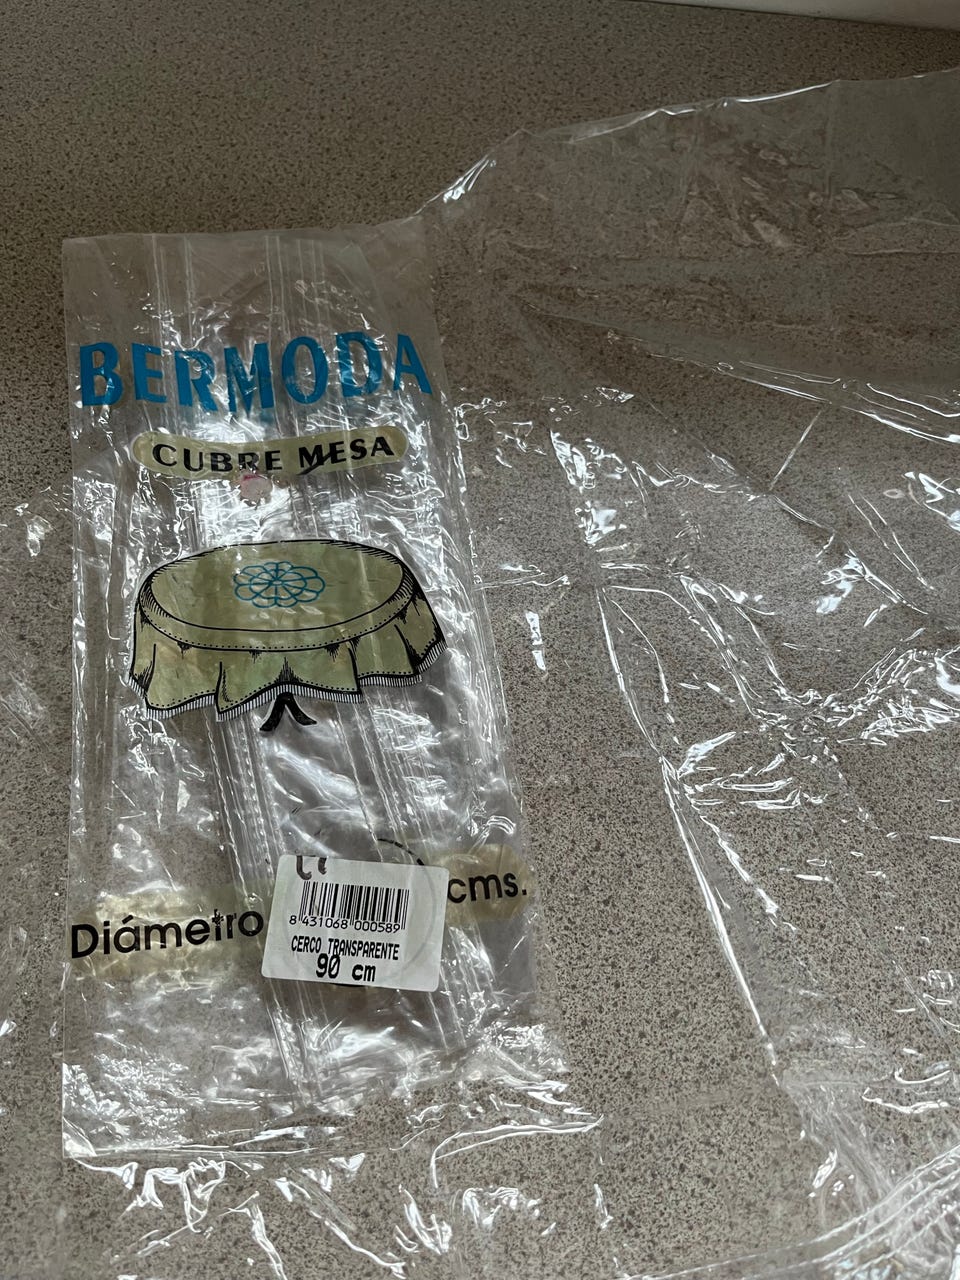 BERMODA
CUBRE MESA
Diámetro
cms.
8 431068 000589
CERCO TRANSPARENTE
90 cm